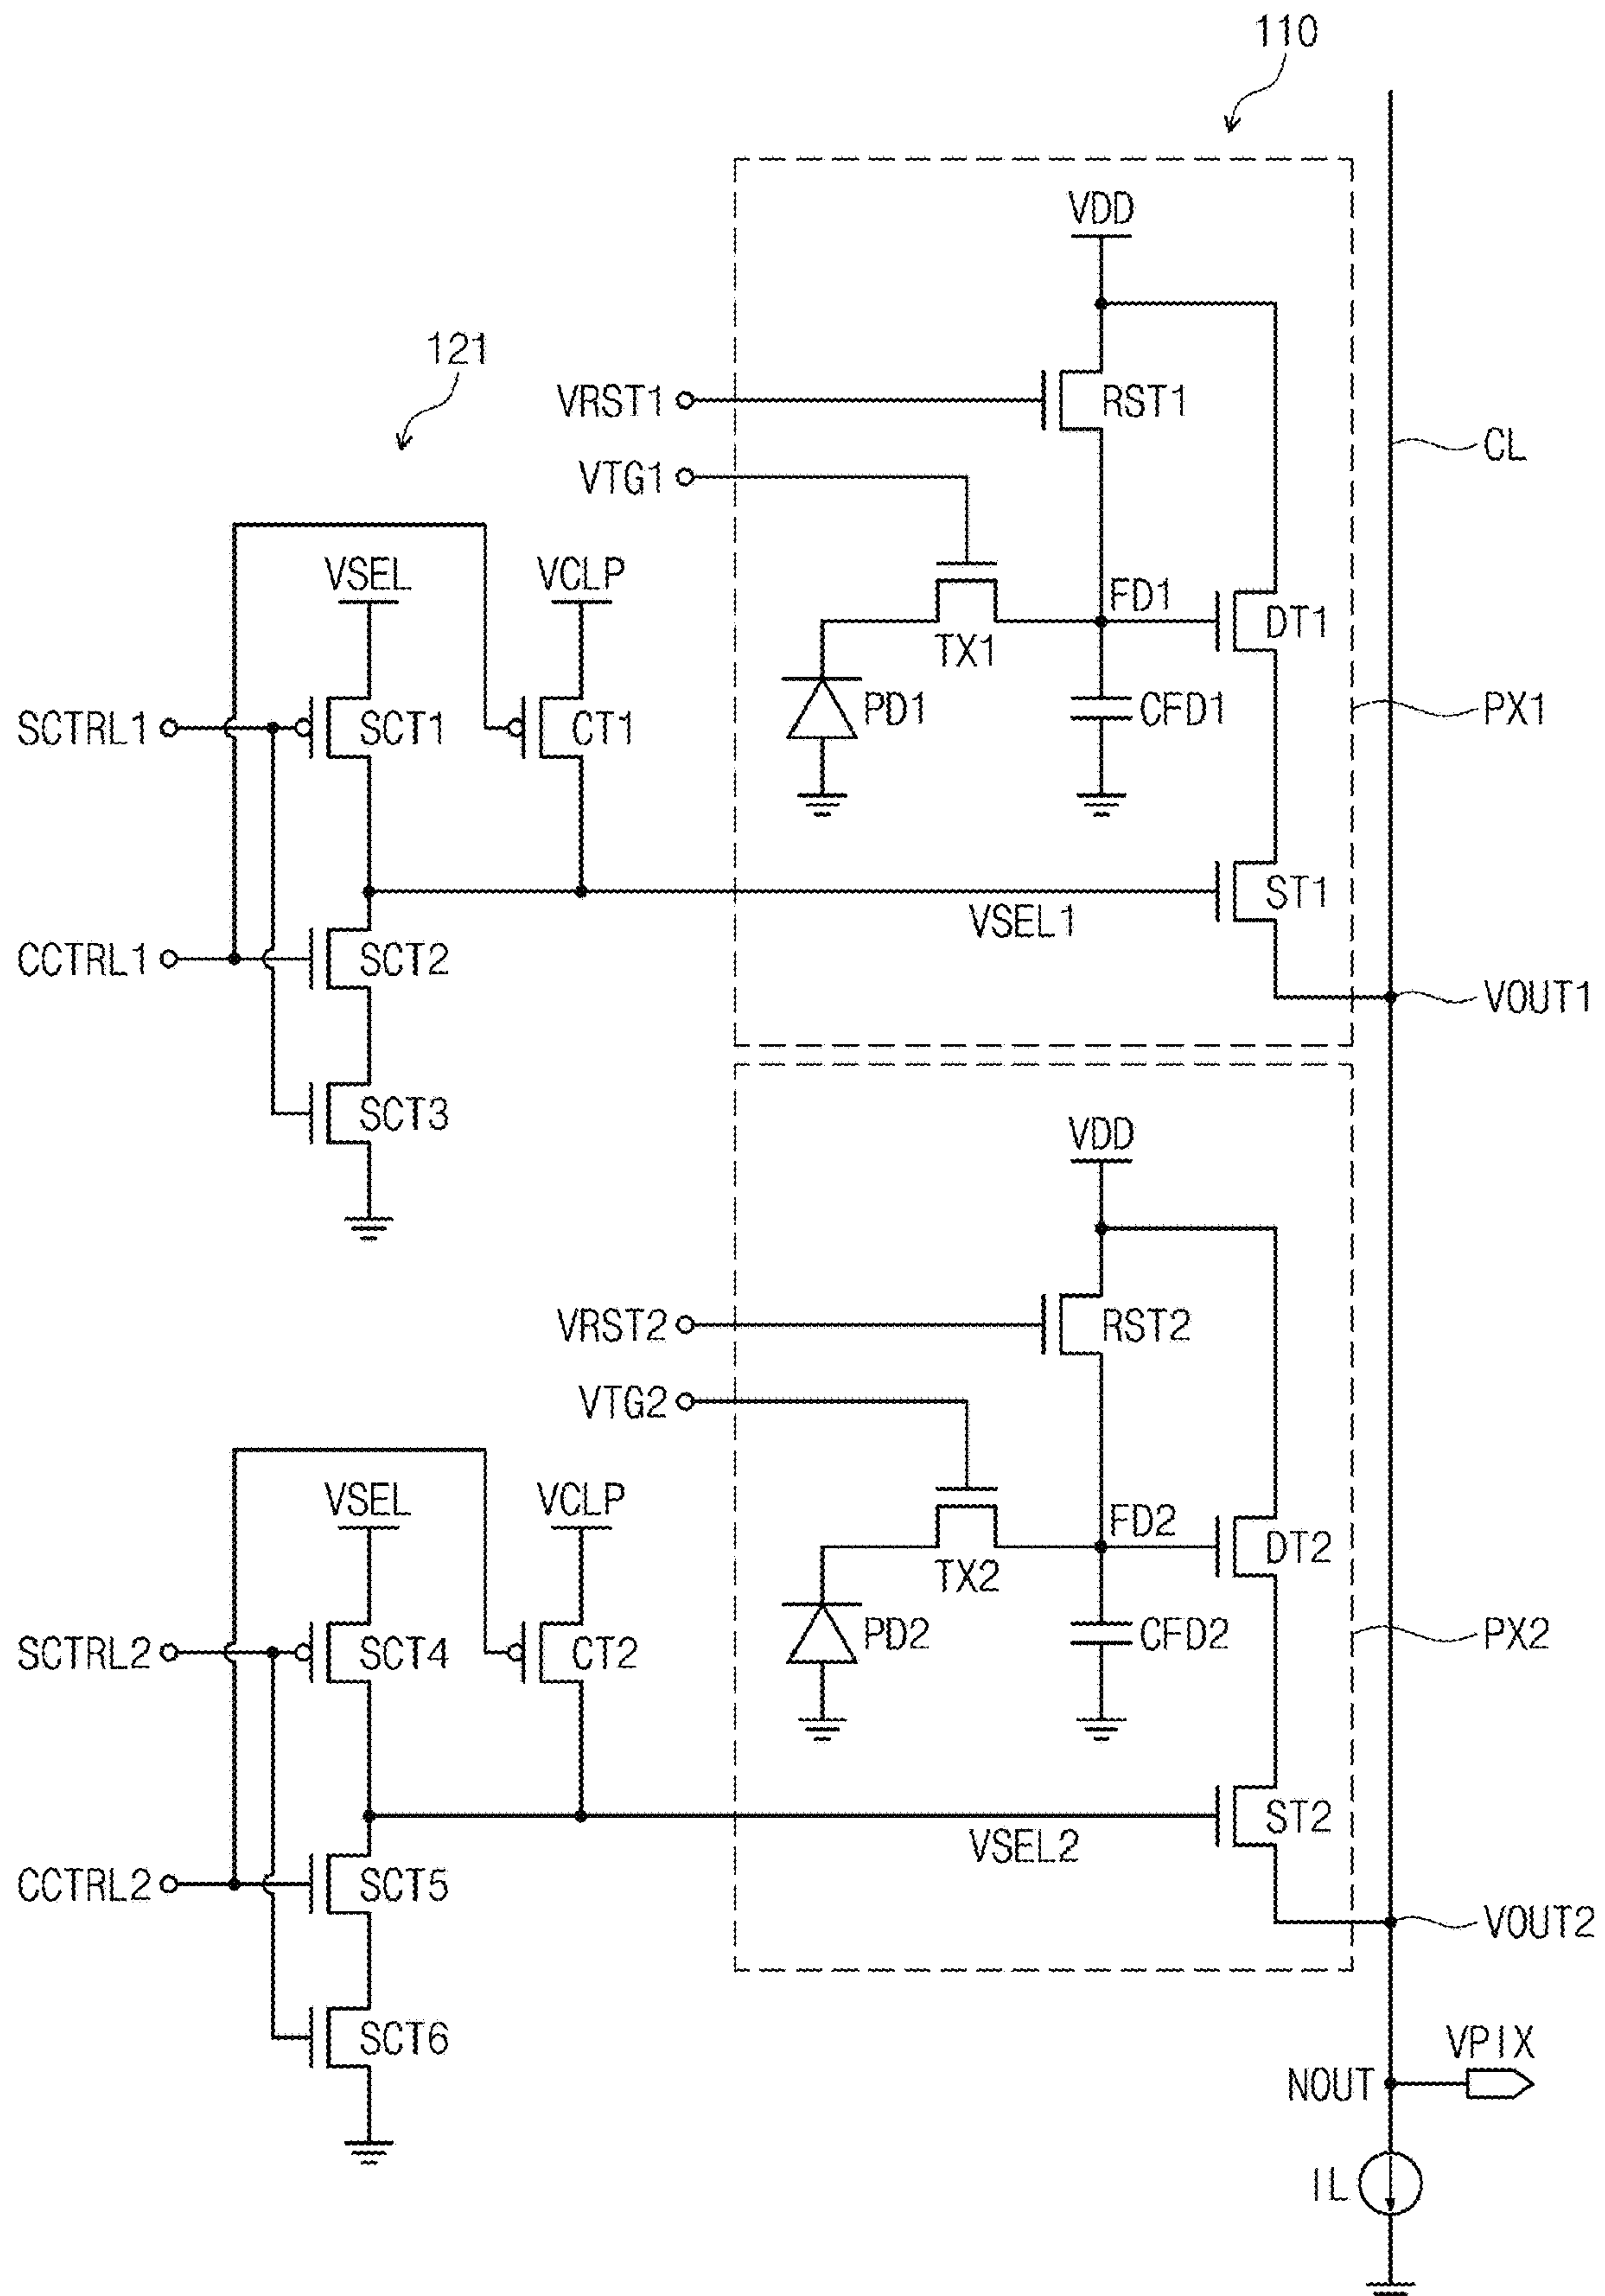 110
VDD
121
VRST1
RST1
CL
VTG1
VSEL
VCLP
FD1
DT1
TX1
SCTRL1
SCT1
CT1
PD1
CFD1
PX1
ST1
VSEL1
CCTRL1
SCT2
VOUT1
SCT3
VDD
VRST2
RST2
VTG2
VSEL
VCLP
FD2
DT2
TX2
SCTRL2
SCT4
CT2
PD2
CFD2
PX2
ST2
VSEL2
CCTRL2
SCT5
VOUT2
SCT6
VPIX
NOUT
IL